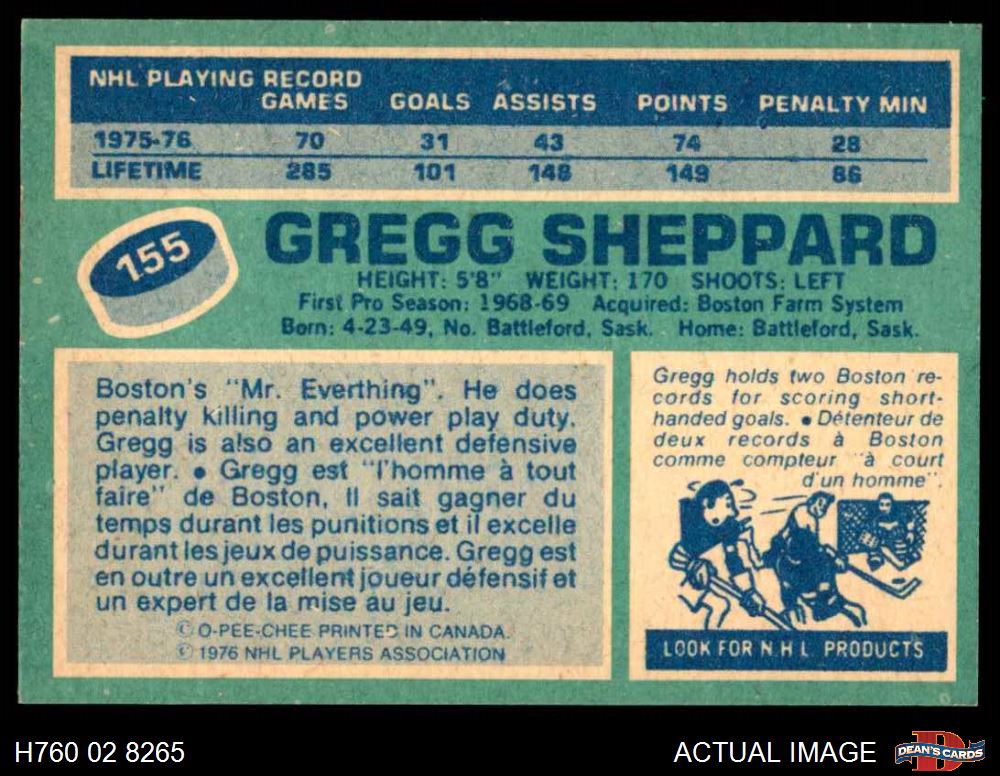 NHL PLAYING RECORD
GAMES GOALS ASSISTS POINTS PENALTY MIN
1975-76 70 31 43 74 28
LIFETIME 285 101 148 149 86
155
GREGG SHEPPARD
HEIGHT: 5'8" WEIGHT: 170 SHOOTS: LEFT
First Pro Season: 1968-69 Acquired: Boston Farm System
Born: 4-23-49, No. Battleford, Sask. Home: Battleford, Sask.
Boston's "Mr. Everthing". He does
penalty killing and power play duty.
Gregg is also an excellent defensive
player. • Gregg est "l'homme à tout
faire" de Boston, Il sait gagner du
temps durant les punitions et il excelle
durant les jeux de puissance. Gregg est
en outre un excellent joueur défensif et
un expert de la mise au jeu.
© O-PEE-CHEE PRINTED IN CANADA.
© 1976 NHL PLAYERS ASSOCIATION
Gregg holds two Boston re-
cords for scoring short-
handed goals. • Détenteur de
deux records à Boston
comme compteur "à court
d'un homme".
LOOK FOR N.H L PRODUCTS
H760 02 8265
ACTUAL IMAGE
DEAN'S CARDS